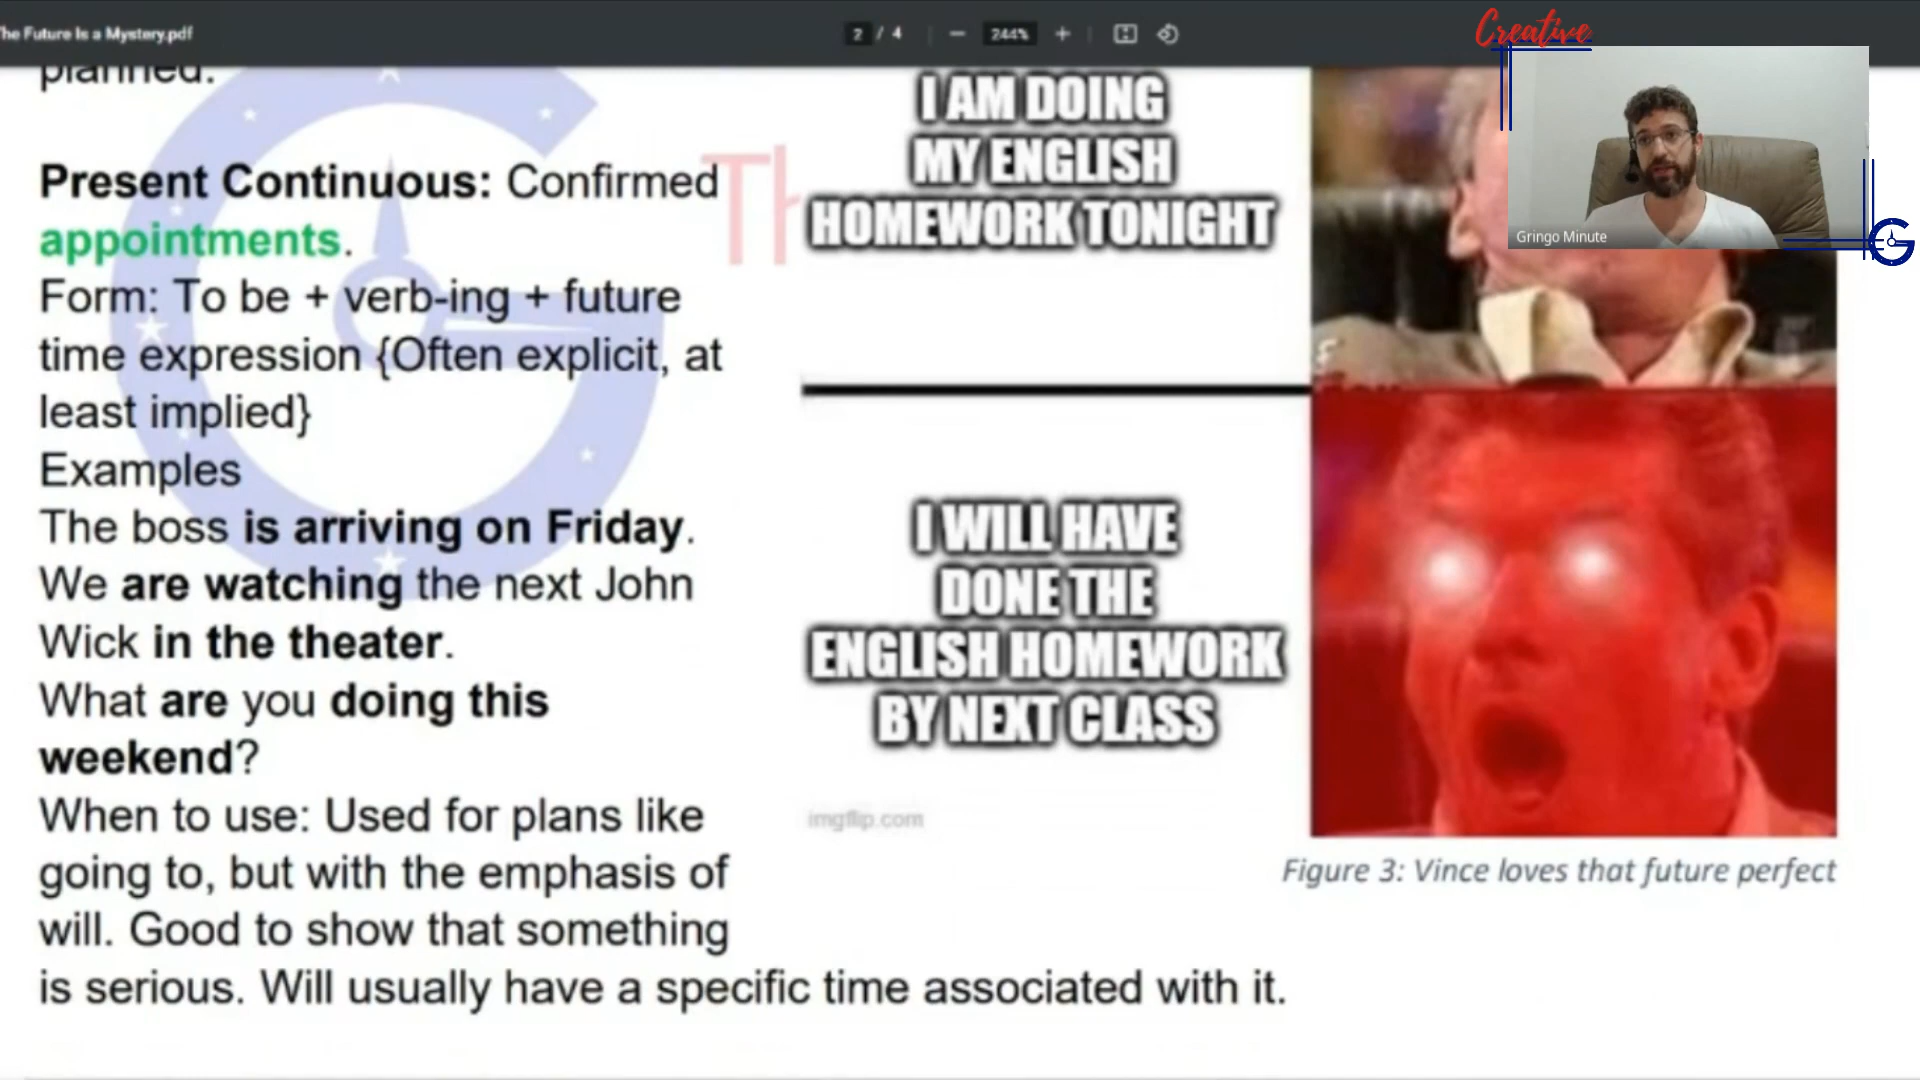 The Future Is a Mystery.pdf
2 / 4
244%
Creative
Gringo Minute
planned.
Present Continuous: Confirmed
appointments.
Form: To be + verb-ing + future
time expression {Often explicit, at
least implied}
Examples
The boss is arriving on Friday.
We are watching the next John
Wick in the theater.
What are you doing this
weekend?
When to use: Used for plans like
going to, but with the emphasis of
will. Good to show that something
is serious. Will usually have a specific time associated with it.
I AM DOING
MY ENGLISH
HOMEWORK TONIGHT
I WILL HAVE
DONE THE
ENGLISH HOMEWORK
BY NEXT CLASS
imgflip.com
Figure 3: Vince loves that future perfect